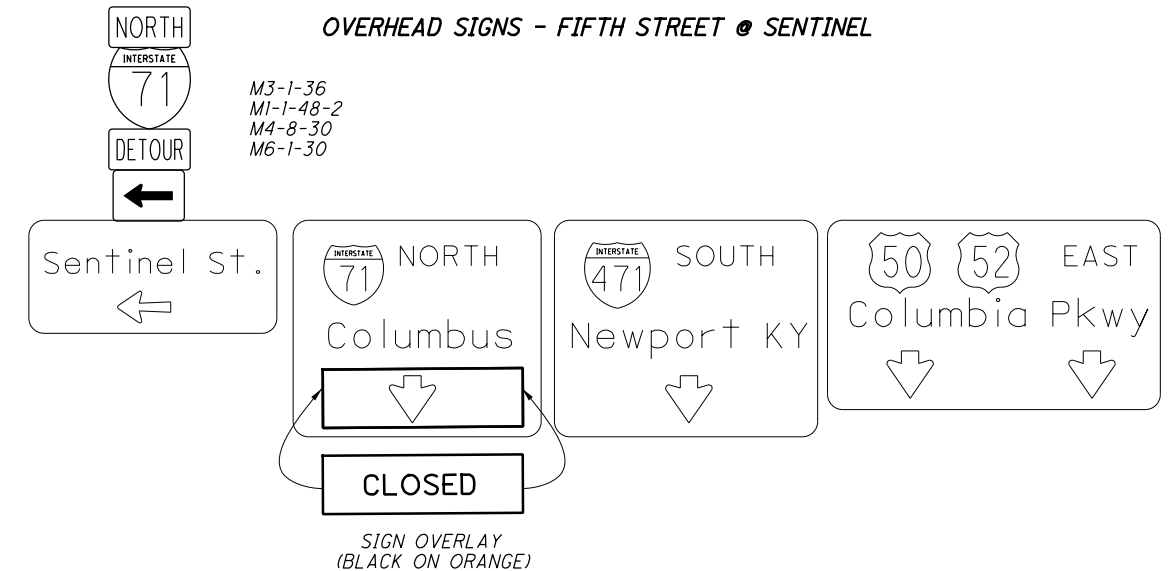 OVERHEAD SIGNS - FIFTH STREET @ SENTINEL
NORTH
INTERSTATE
71
DETOUR
M3-1-36
M1-1-48-2
M4-8-30
M6-1-30
Sentinel St.
INTERSTATE
71
NORTH
Columbus
INTERSTATE
471
SOUTH
Newport KY
50 52 EAST
Columbia Pkwy
CLOSED
SIGN OVERLAY
(BLACK ON ORANGE)